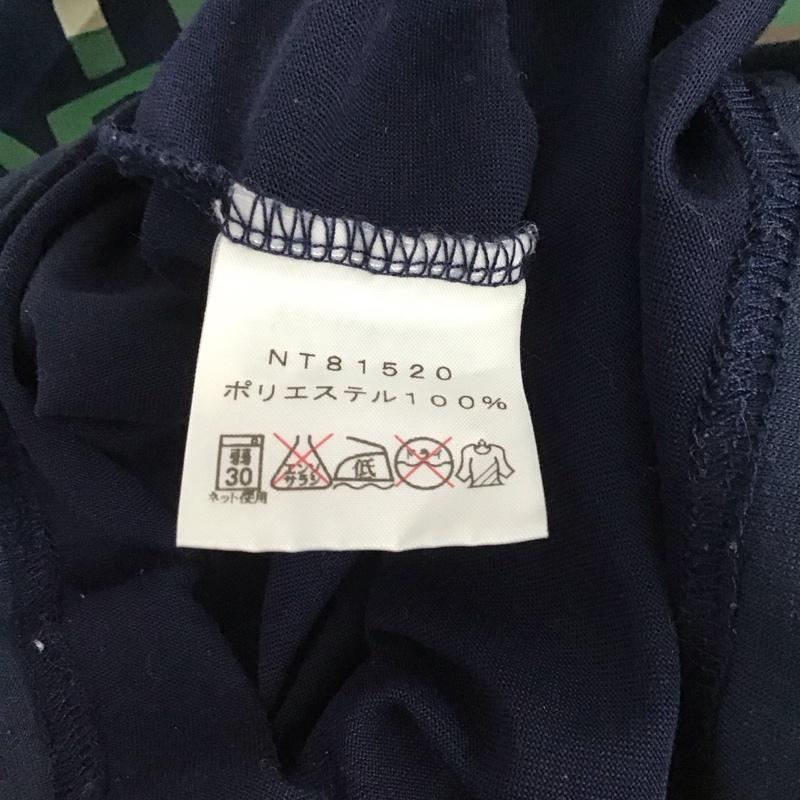 NT81520
ポリエステル100%
弱
30
ネット使用
エンソ
サラシ
低
ドライ